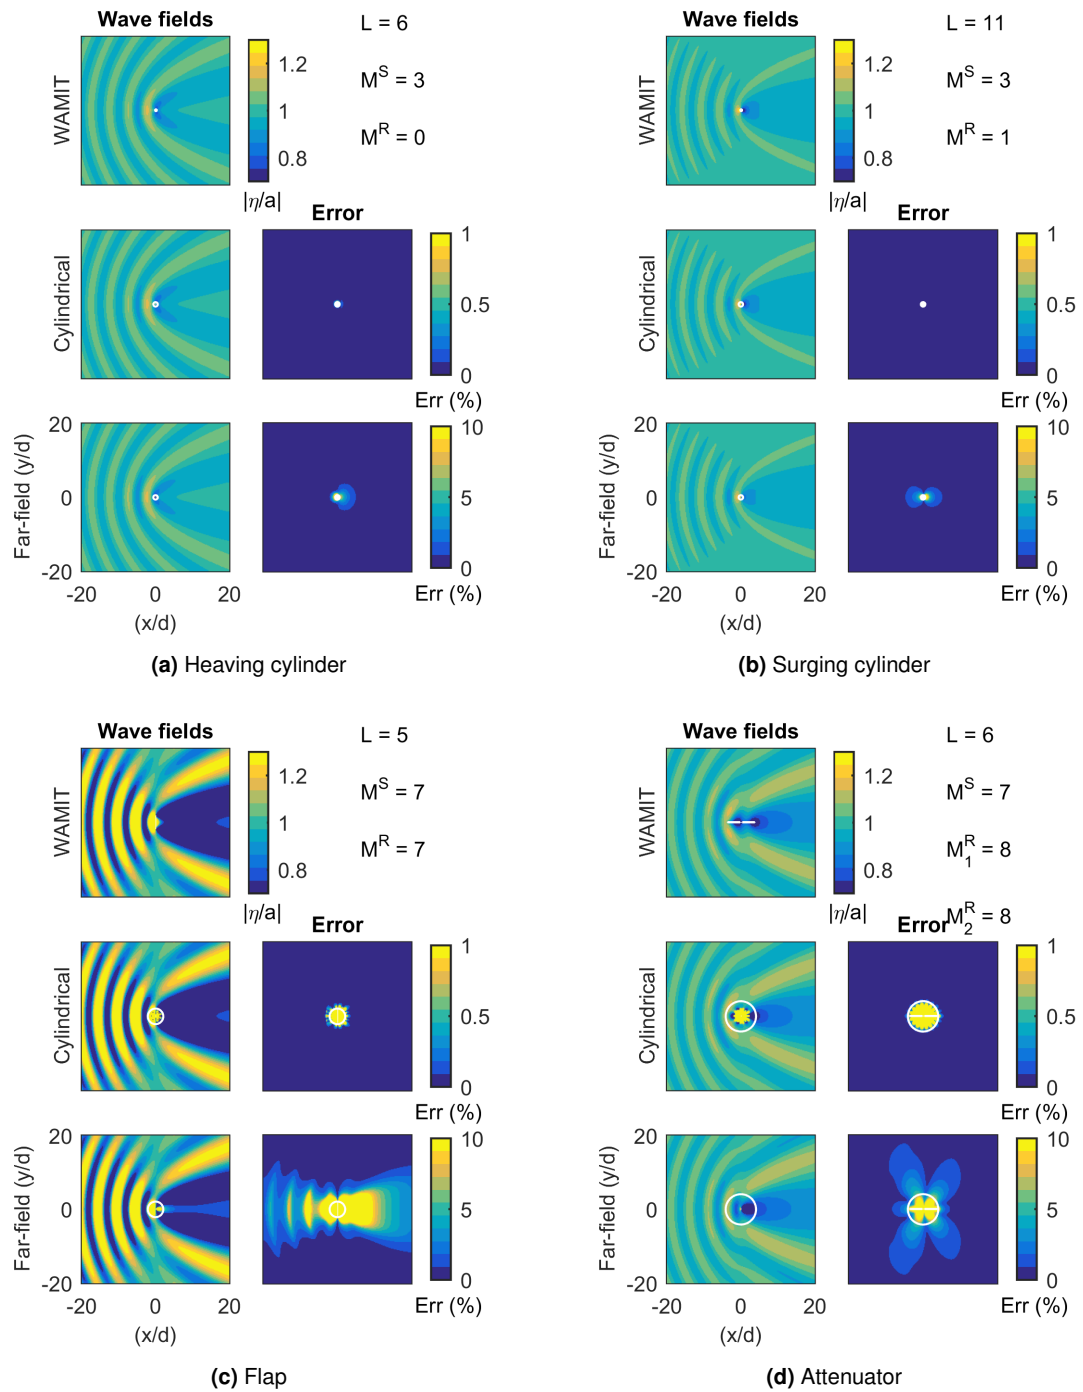 Wave fields
L = 6
WAMIT
1.2
1
0.8
M^S = 3
M^R = 0
|η/a|
Error
Cylindrical
1
0.5
0
Err (%)
Far-field (y/d)
20
0
-20
10
5
0
Err (%)
-20
0
20
(x/d)
(a) Heaving cylinder
Wave fields
L = 11
WAMIT
1.2
1
0.8
M^S = 3
M^R = 1
|η/a|
Error
Cylindrical
1
0.5
0
Err (%)
Far-field (y/d)
20
0
-20
10
5
0
Err (%)
-20
0
20
(x/d)
(b) Surging cylinder
Wave fields
L = 5
WAMIT
1.2
1
0.8
M^S = 7
M^R = 7
|η/a|
Error
Cylindrical
1
0.5
0
Err (%)
Far-field (y/d)
20
0
-20
10
5
0
Err (%)
-20
0
20
(x/d)
(c) Flap
Wave fields
L = 6
WAMIT
1.2
1
0.8
M^S = 7
M_1^R = 8
M_2^R = 8
|η/a|
Error
Cylindrical
1
0.5
0
Err (%)
Far-field (y/d)
20
0
-20
10
5
0
Err (%)
-20
0
20
(x/d)
(d) Attenuator